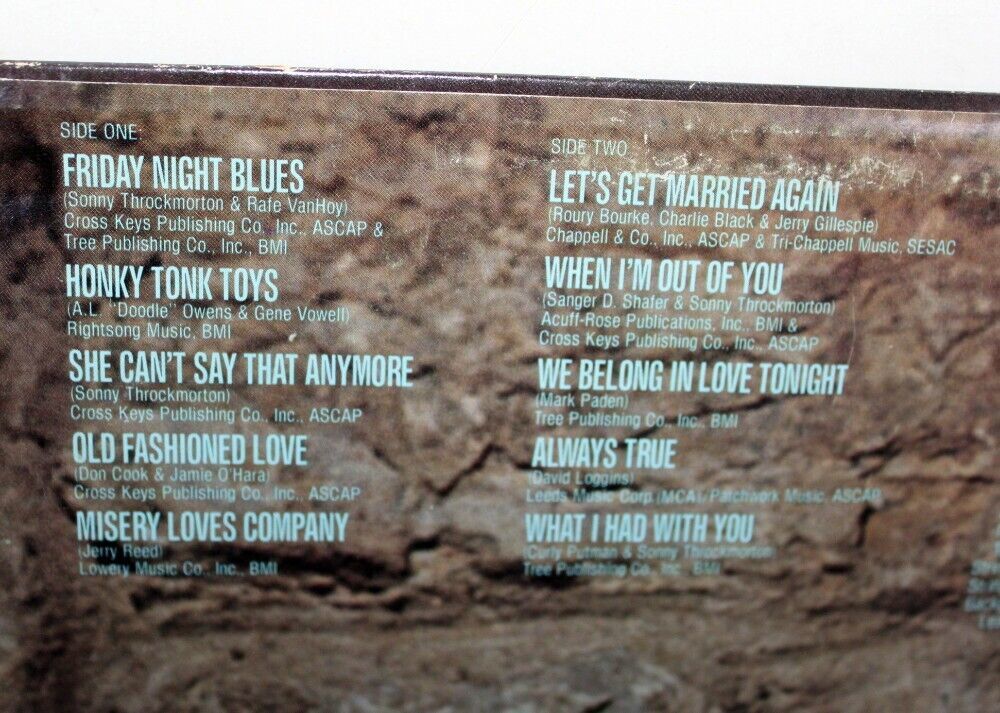 SIDE ONE:
FRIDAY NIGHT BLUES
(Sonny Throckmorton & Rafe VanHoy)
Cross Keys Publishing Co., Inc., ASCAP &
Tree Publishing Co., Inc., BMI
HONKY TONK TOYS
(A.L. "Doodle" Owens & Gene Vowell)
Rightsong Music, BMI
SHE CAN'T SAY THAT ANYMORE
(Sonny Throckmorton)
Cross Keys Publishing Co., Inc., ASCAP
OLD FASHIONED LOVE
(Don Cook & Jamie O'Hara)
Cross Keys Publishing Co., Inc., ASCAP
MISERY LOVES COMPANY
(Jerry Reed)
Lowery Music Co., Inc., BMI
SIDE TWO
LET'S GET MARRIED AGAIN
(Roury Bourke, Charlie Black & Jerry Gillespie)
Chappell & Co., Inc., ASCAP & Tri-Chappell Music, SESAC
WHEN I'M OUT OF YOU
(Sanger D. Shafer & Sonny Throckmorton)
Acuff-Rose Publications, Inc., BMI &
Cross Keys Publishing Co., Inc., ASCAP
WE BELONG IN LOVE TONIGHT
(Mark Paden)
Tree Publishing Co., Inc., BMI
ALWAYS TRUE
(David Loggins)
Leeds Music Corp. (MCA)/Patchwork Music, ASCAP
WHAT I HAD WITH YOU
(Curly Putman & Sonny Throckmorton)
Tree Publishing Co., Inc., BMI